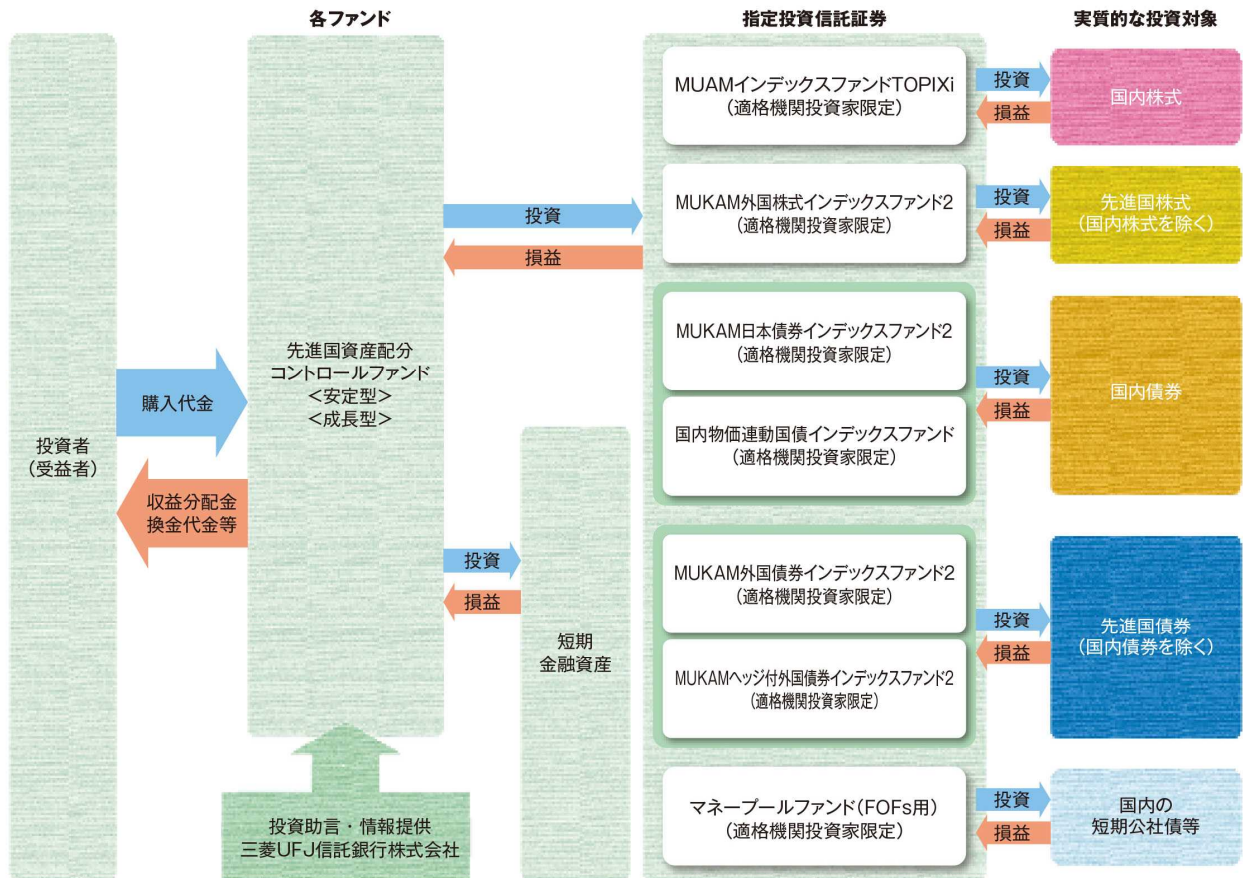 各ファンド
指定投資信託証券
実質的な投資対象
投資者
(受益者)
購入代金
収益分配金
換金代金等
先進国資産配分
コントロールファンド
<安定型>
<成長型>
投資助言・情報提供
三菱UFJ信託銀行株式会社
投資
損益
投資
損益
短期
金融資産
MUAMインデックスファンドTOPIXi
(適格機関投資家限定)
投資
損益
国内株式
MUKAM外国株式インデックスファンド2
(適格機関投資家限定)
投資
損益
先進国株式
(国内株式を除く)
MUKAM日本債券インデックスファンド2
(適格機関投資家限定)
国内物価連動国債インデックスファンド
(適格機関投資家限定)
投資
損益
国内債券
MUKAM外国債券インデックスファンド2
(適格機関投資家限定)
MUKAMヘッジ付外国債券インデックスファンド2
(適格機関投資家限定)
投資
損益
先進国債券
(国内債券を除く)
マネープールファンド(FOFs用)
(適格機関投資家限定)
投資
損益
国内の
短期公社債等